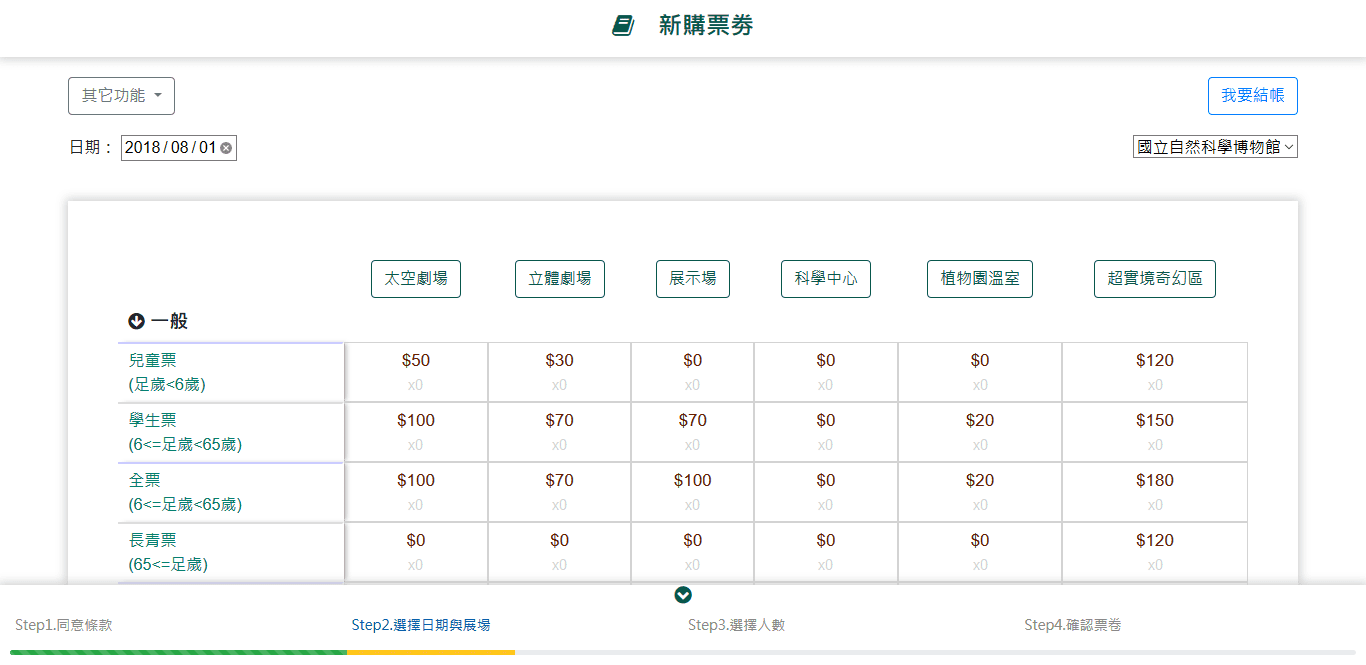 新購票券
其它功能
我要結帳
日期：2018/08/01
國立自然科學博物館
太空劇場 立體劇場 展示場 科學中心 植物園溫室 超實境奇幻區
一般
兒童票 $50 $30 $0 $0 $0 $120
(足歲<6歲) x0 x0 x0 x0 x0 x0
學生票 $100 $70 $70 $0 $20 $150
(6<=足歲<65歲) x0 x0 x0 x0 x0 x0
全票 $100 $70 $100 $0 $20 $180
(6<=足歲<65歲) x0 x0 x0 x0 x0 x0
長青票 $0 $0 $0 $0 $0 $120
(65<=足歲) x0 x0 x0 x0 x0 x0
Step1.同意條款 Step2.選擇日期與展場 Step3.選擇人數 Step4.確認票卷